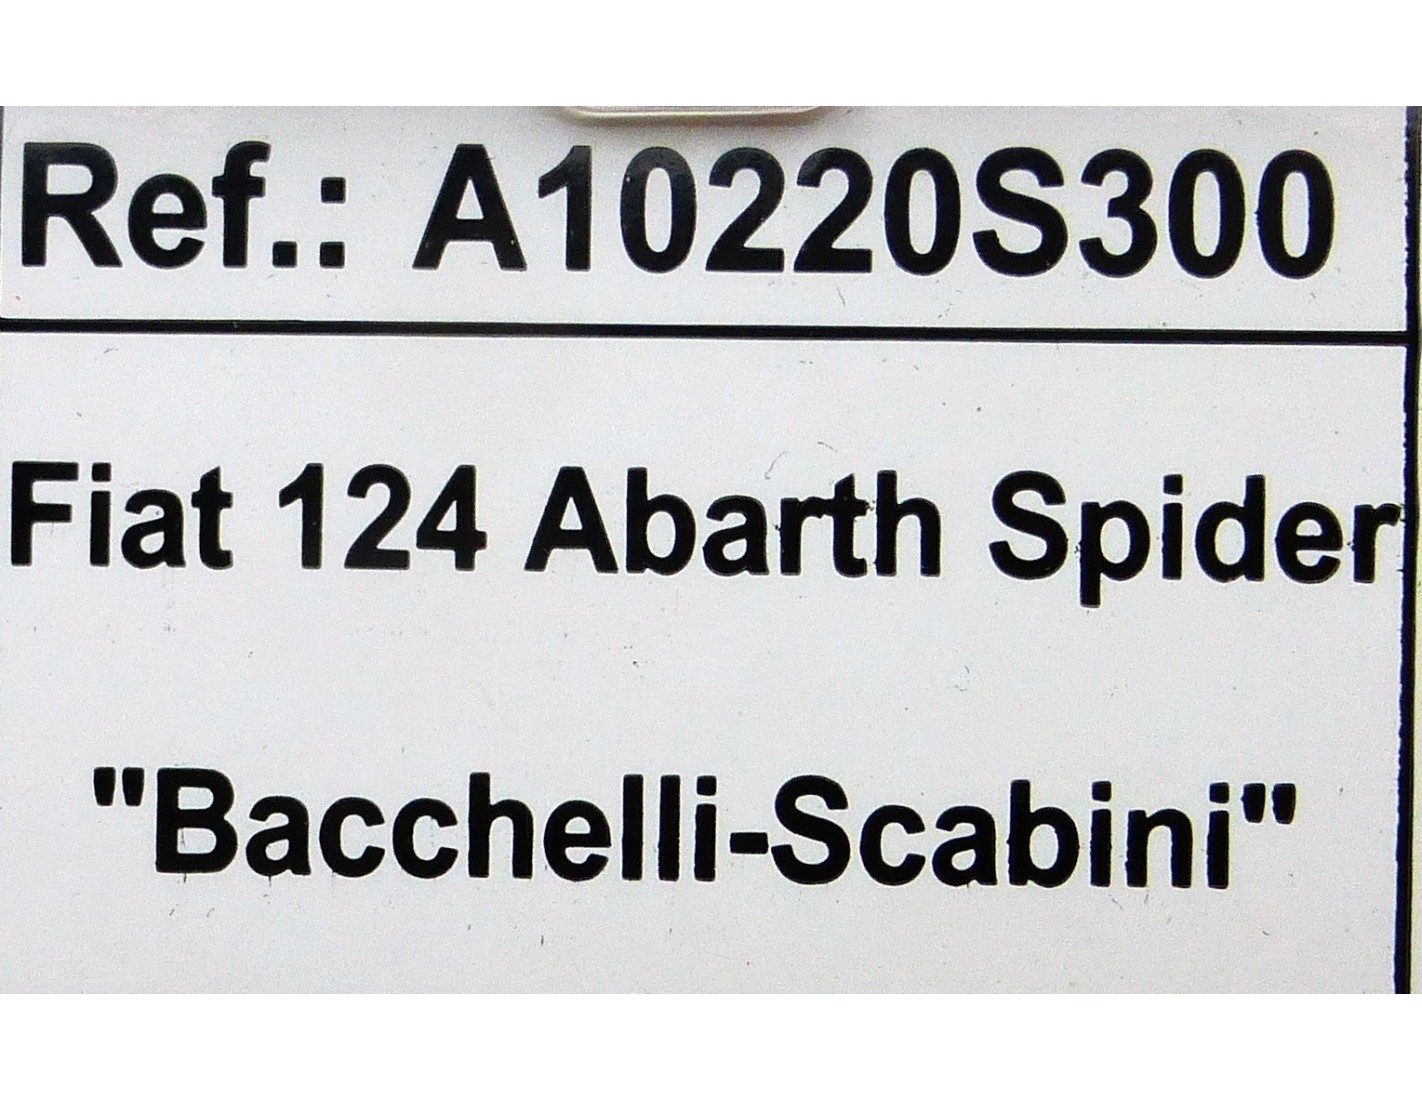 Ref.: A10220S300
Fiat 124 Abarth Spider
"Bacchelli-Scabini"